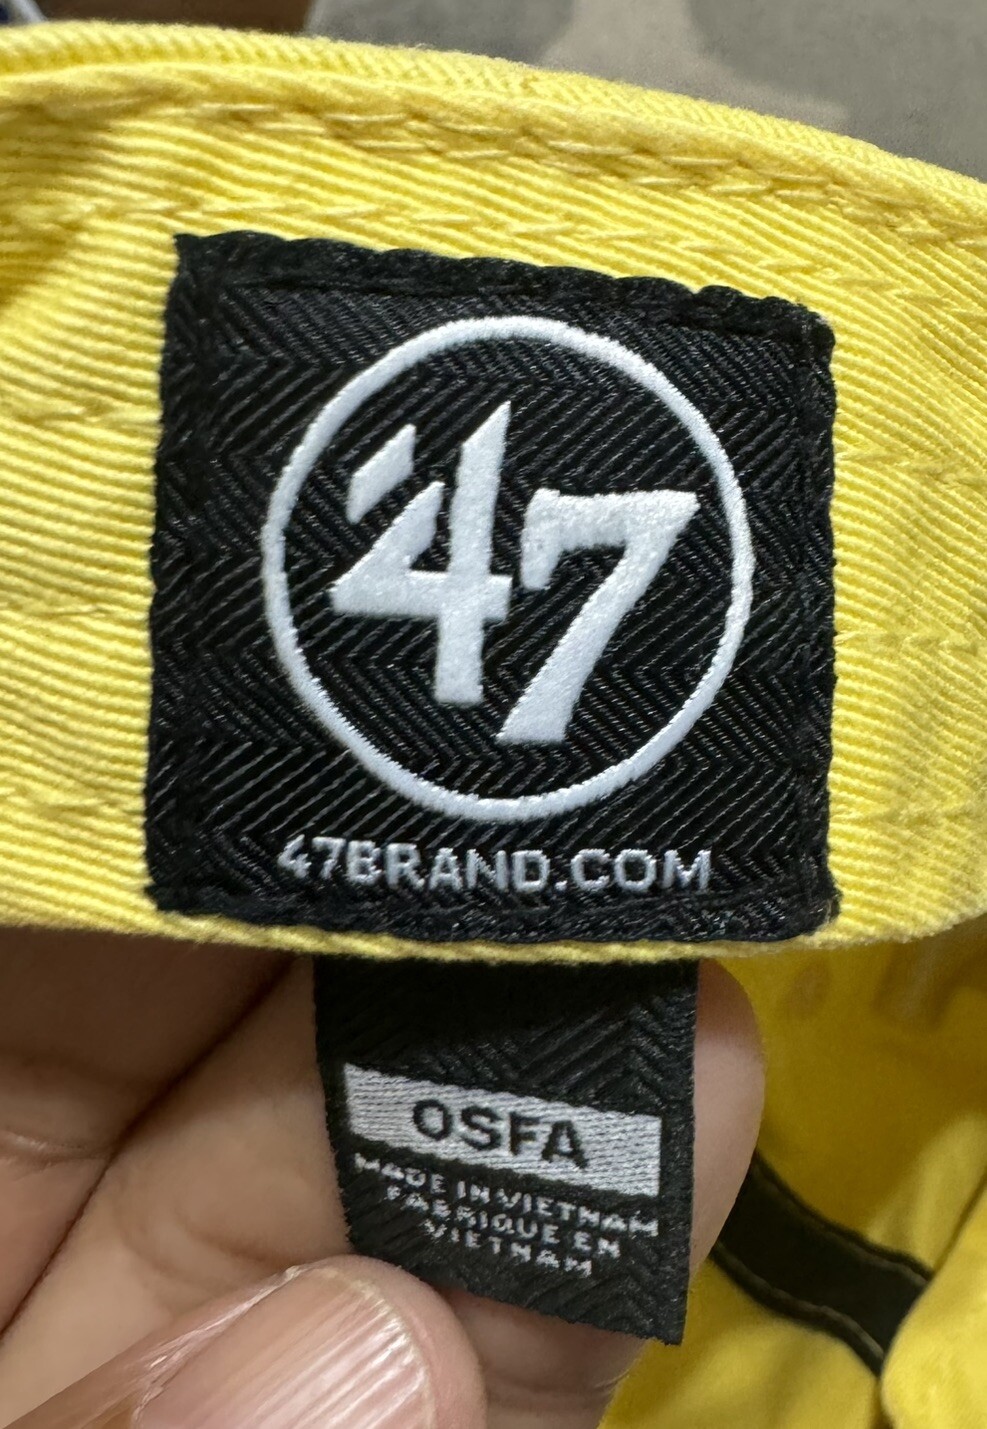 '47
47BRAND.COM
OSFA
MADE IN VIETNAM
FABRIQUE EN
VIETNAM